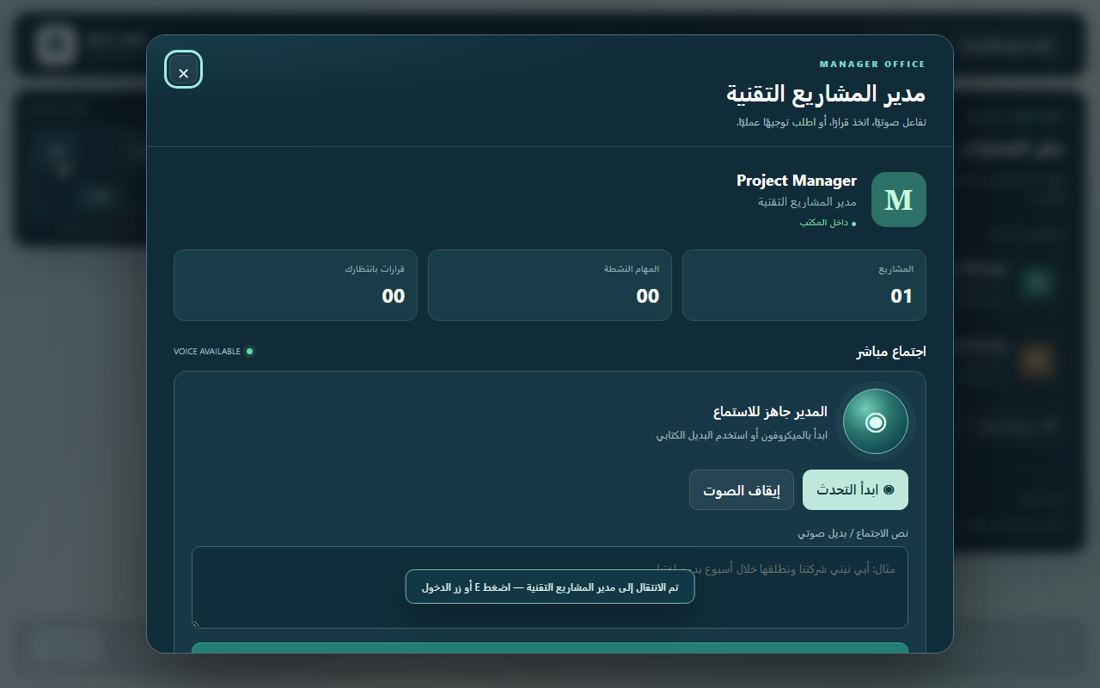 MANAGER OFFICE
مدير المشاريع التقنية
تفاعل صوتيًا، اتخذ قرارًا، أو اطلب توجيهًا عمليًا.
M
Project Manager
مدير المشاريع التقنية
داخل المكتب
المشاريع
01
المهام النشطة
00
قرارات بانتظارك
00
اجتماع مباشر
VOICE AVAILABLE
المدير جاهز للاستماع
ابدأ بالميكروفون أو استخدم البديل الكتابي
ابدأ التحدث
إيقاف الصوت
نص الاجتماع / بديل صوتي
مثال: أبي نبني شركتنا ونطلقها خلال أسبوع
تم الانتقال إلى مدير المشاريع التقنية — اضغط E أو زر الدخول